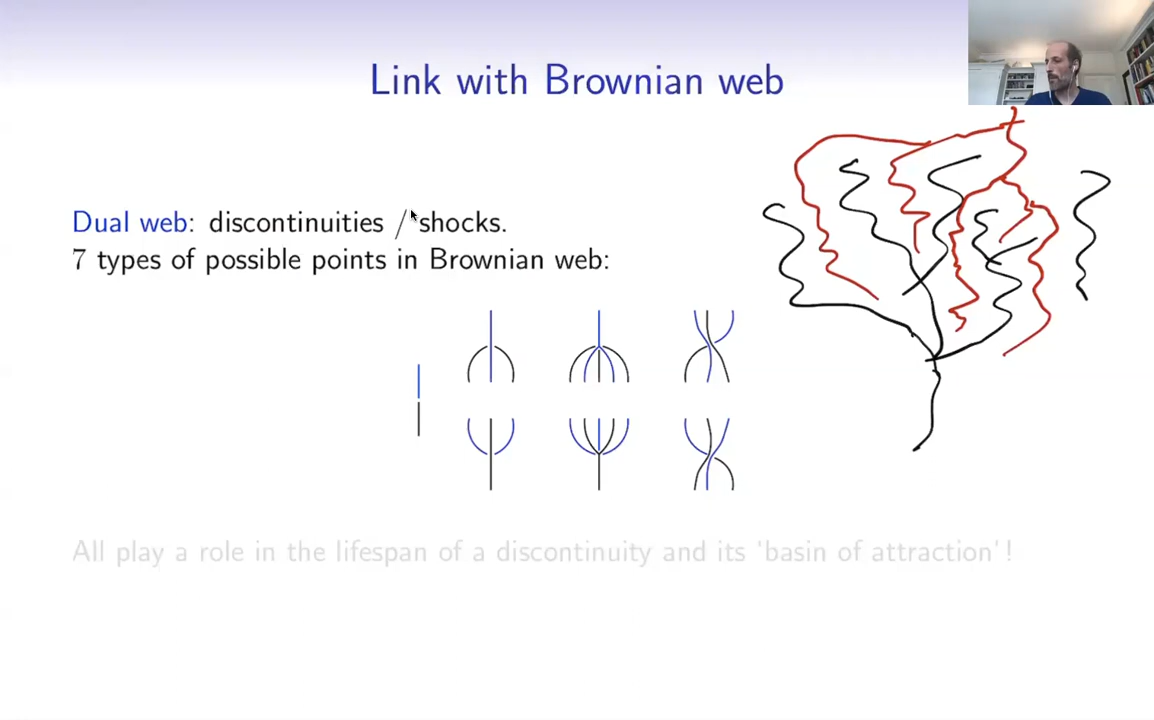 Link with Brownian web
Dual web: discontinuities / shocks.
7 types of possible points in Brownian web:
All play a role in the lifespan of a discontinuity and its 'basin of attraction'!